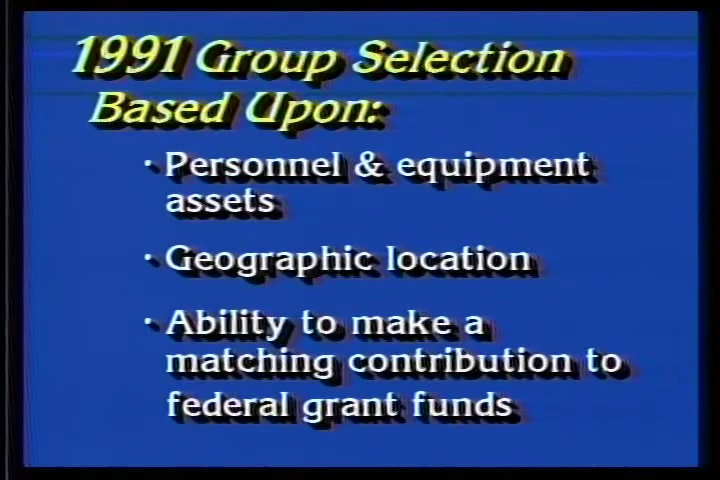 1991 Group Selection
Based Upon:
· Personnel & equipment
assets
· Geographic location
· Ability to make a
matching contribution to
federal grant funds